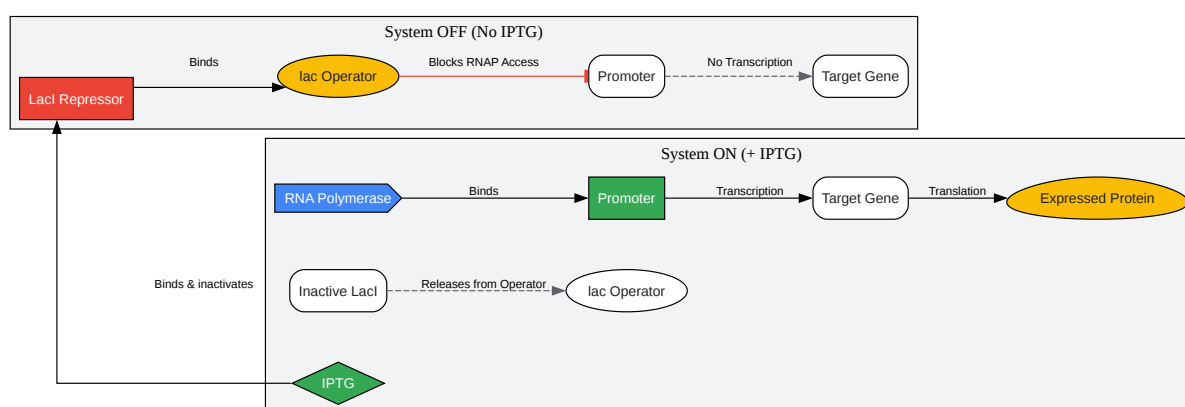 System OFF (No IPTG)
Binds
Blocks RNAP Access
No Transcription
LacI Repressor
lac Operator
Promoter
Target Gene
System ON (+ IPTG)
RNA Polymerase
Binds
Promoter
Transcription
Target Gene
Translation
Expressed Protein
Binds & inactivates
Inactive LacI
Releases from Operator
lac Operator
IPTG